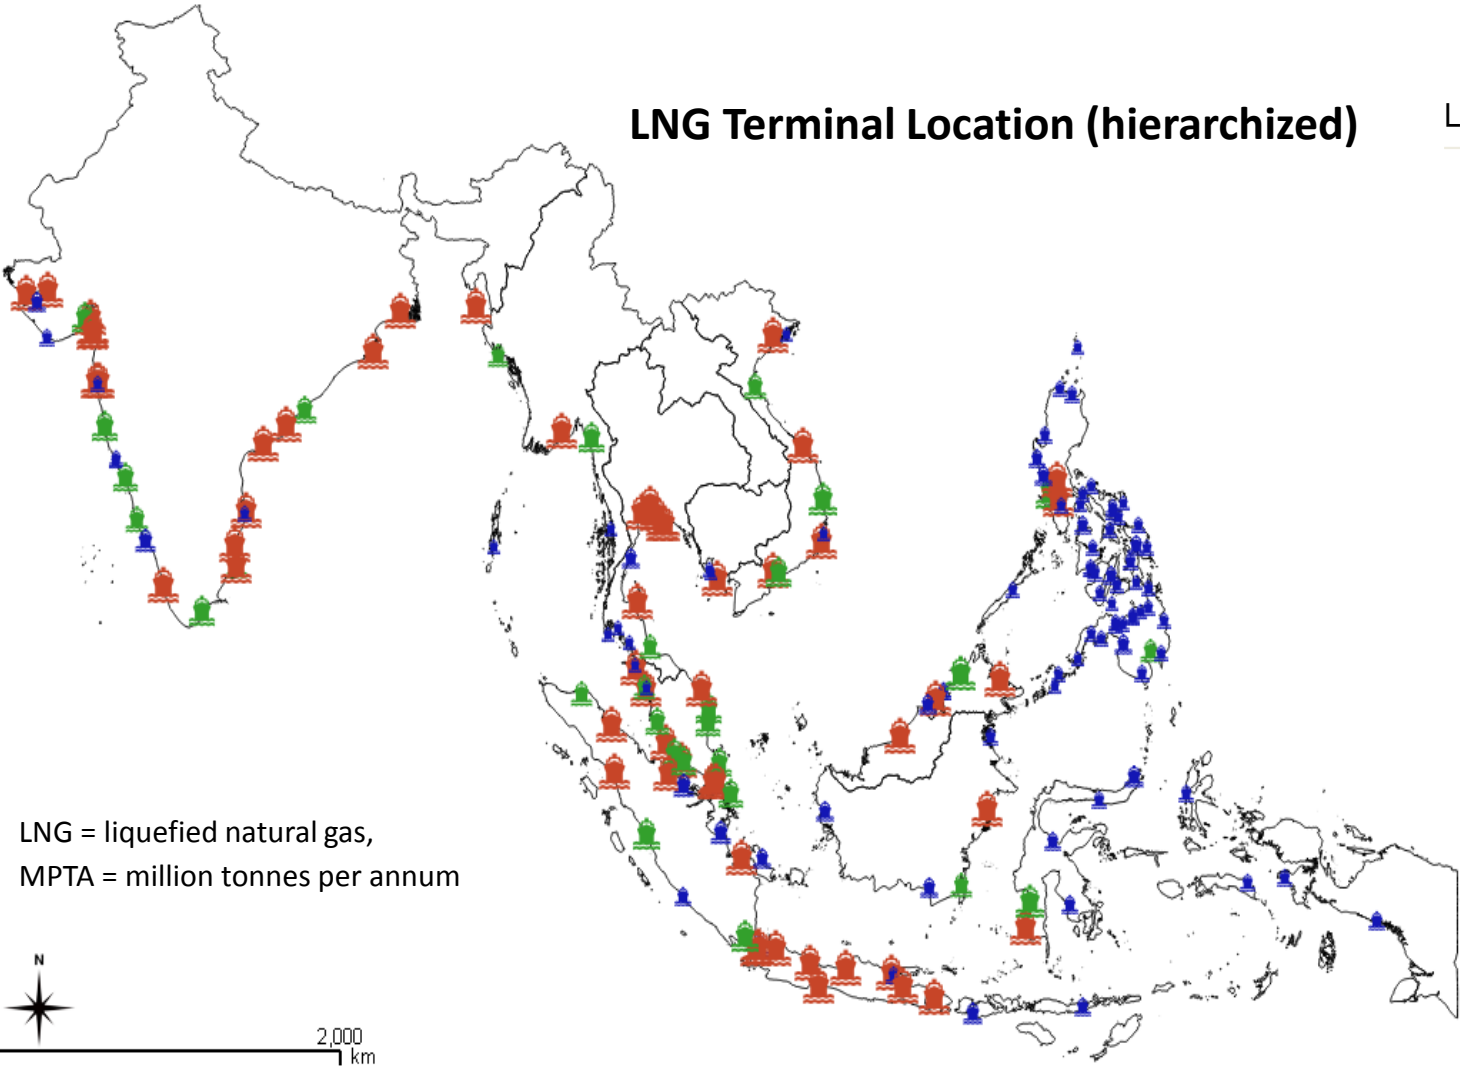 LNG Terminal Location (hierarchized)
L
LNG = liquefied natural gas,
MPTA = million tonnes per annum
N
2,000
km